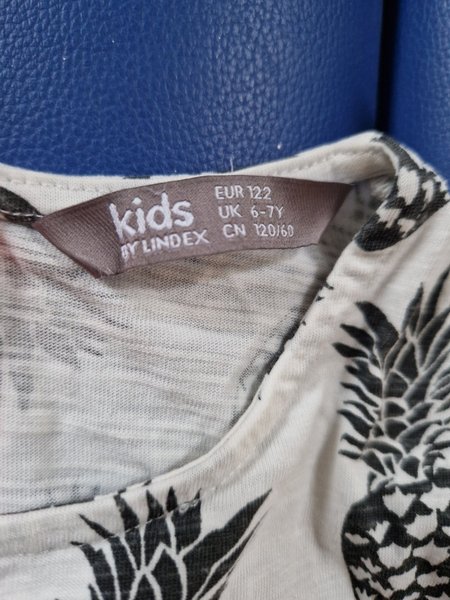 kids
BY LINDEX
EUR 122
UK 6-7Y
CN 120/60